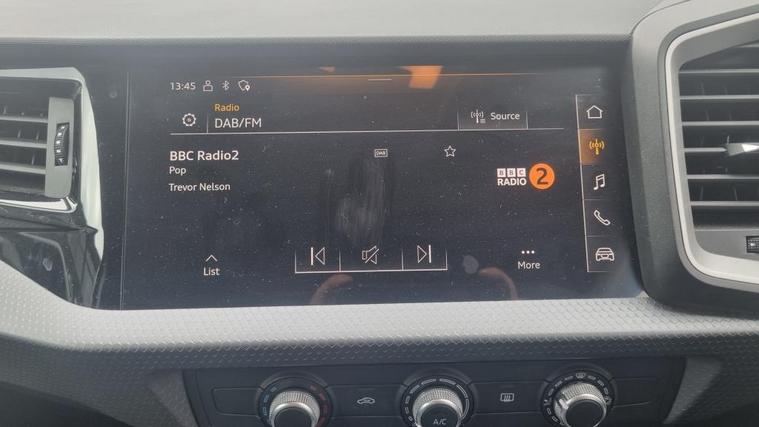 13:45
Radio
DAB/FM
Source
BBC Radio2
DAB
Pop
Trevor Nelson
BBC
RADIO 2
List
More
A/C